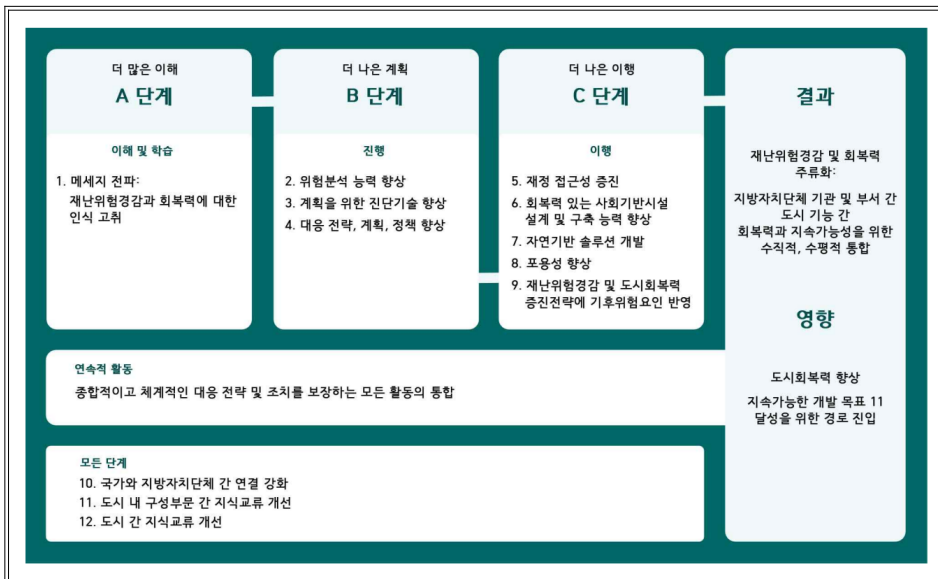 더 많은 이해
A 단계
이해 및 학습
1. 메세지 전파:
재난위험경감과 회복력에 대한
인식 고취
더 나은 계획
B 단계
진행
2. 위험분석 능력 향상
3. 계획을 위한 진단기술 향상
4. 대응 전략, 계획, 정책 향상
더 나은 이행
C 단계
이행
5. 재정 접근성 증진
6. 회복력 있는 사회기반시설
설계 및 구축 능력 향상
7. 자연기반 솔루션 개발
8. 포용성 향상
9. 재난위험경감 및 도시회복력
증진전략에 기후위험요인 반영
결과
재난위험경감 및 회복력
주류화:
지방자치단체 기관 및 부서 간
도시 기능 간
회복력과 지속가능성을 위한
수직적, 수평적 통합
영향
도시회복력 향상
지속가능한 개발 목표 11
달성을 위한 경로 진입
연속적 활동
종합적이고 체계적인 대응 전략 및 조치를 보장하는 모든 활동의 통합
모든 단계
10. 국가와 지방자치단체 간 연결 강화
11. 도시 내 구성부문 간 지식교류 개선
12. 도시 간 지식교류 개선